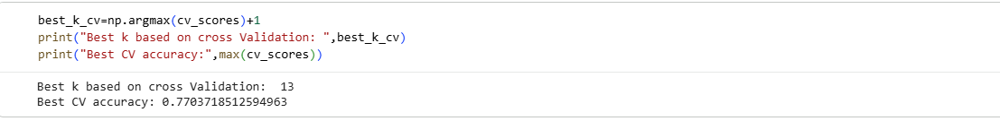 best_k_cv=np.argmax(cv_scores)+1
print("Best k based on cross Validation: ",best_k_cv)
print("Best CV accuracy:",max(cv_scores))
Best k based on cross Validation:  13
Best CV accuracy: 0.7703718512594963